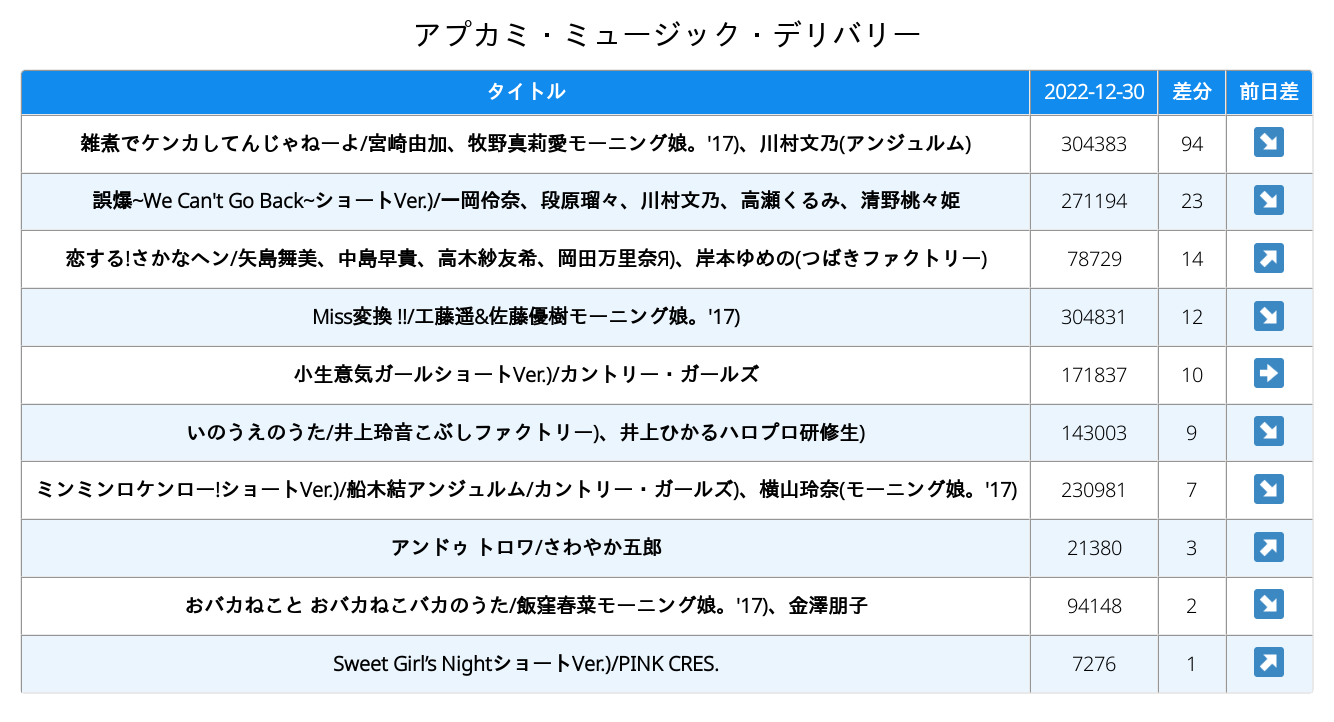 アプカミ・ミュージック・デリバリー
タイトル 2022-12-30 差分 前日差
雑煮でケンカしてんじゃねーよ/宮崎由加、牧野真莉愛モーニング娘。'17)、川村文乃(アンジュルム) 304383 94 ↘
誤爆~We Can't Go Back~ショートVer.)/一岡伶奈、段原瑠々、川村文乃、高瀬くるみ、清野桃々姫 271194 23 ↘
恋する!さかなヘン/矢島舞美、中島早貴、高木紗友希、岡田万里奈Я)、岸本ゆめの(つばきファクトリー) 78729 14 ↗
Miss変換 !!/工藤遥&佐藤優樹モーニング娘。'17) 304831 12 ↘
小生意気ガールショートVer.)/カントリー・ガールズ 171837 10 ➡
いのうえのうた/井上玲音こぶしファクトリー)、井上ひかるハロプロ研修生) 143003 9 ↘
ミンミンロケンロー!ショートVer.)/船木結アンジュルム/カントリー・ガールズ)、横山玲奈(モーニング娘。'17) 230981 7 ↘
アンドゥ トロワ/さわやか五郎 21380 3 ↗
おバカねこと おバカねこバカのうた/飯窪春菜モーニング娘。'17)、金澤朋子 94148 2 ↘
Sweet Girl’s NightショートVer.)/PINK CRES. 7276 1 ↗